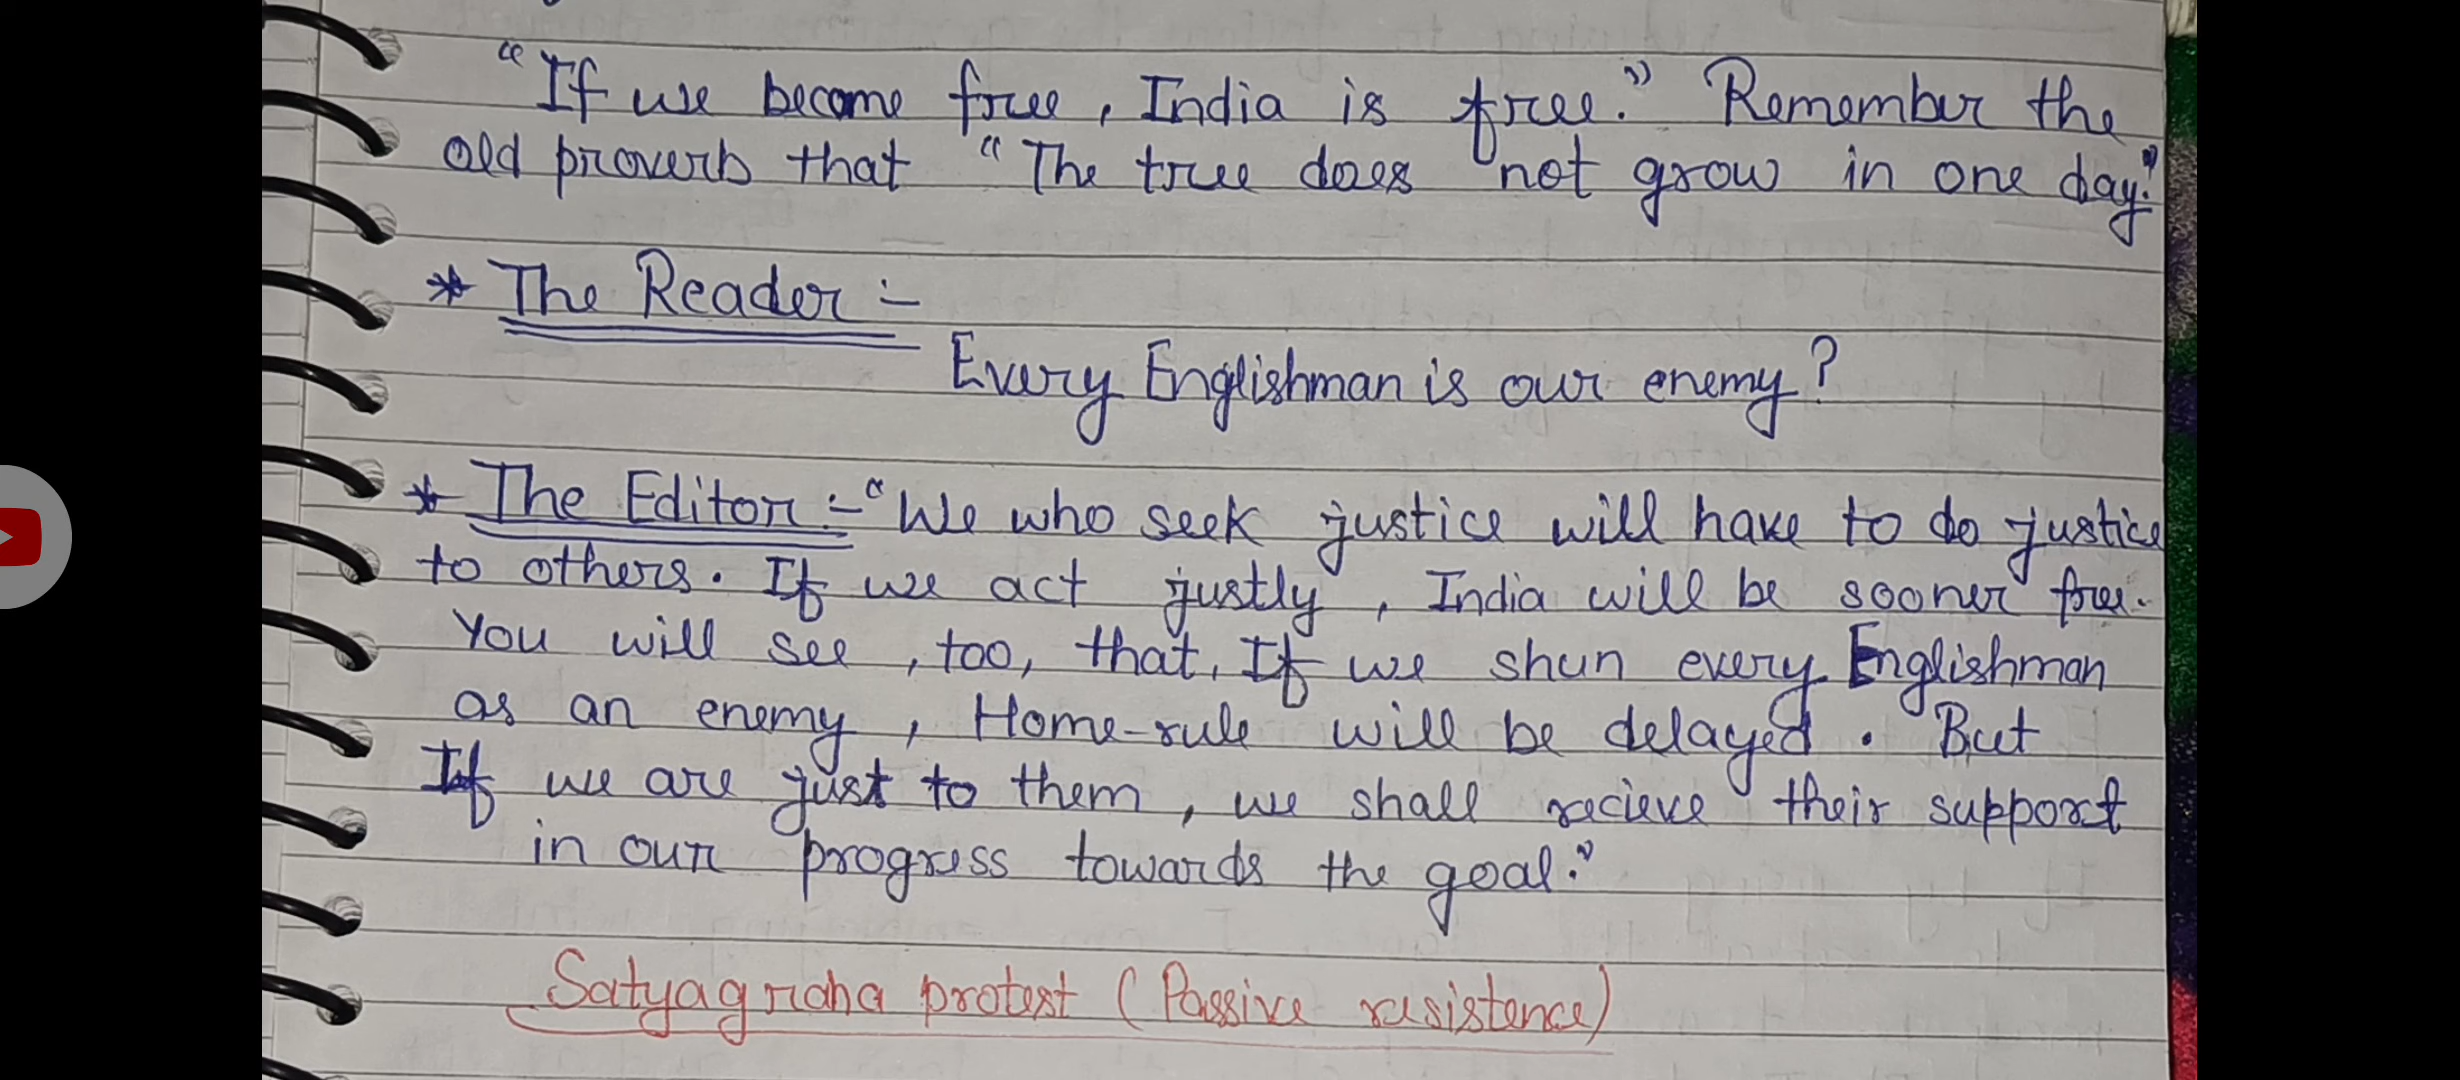 "If we become free, India is free." Remember the
old proverb that "The tree does not grow in one day."
* The Reader :-
Every Englishman is our enemy?
* The Editor :- "We who seek justice will have to do justice
to others. If we act justly, India will be sooner free.
You will see, too, that, If we shun every Englishman
as an enemy, Home-rule will be delayed. But
If we are just to them, we shall recieve their support
in our progress towards the goal."
Satyagraha protest (Passive resistence)